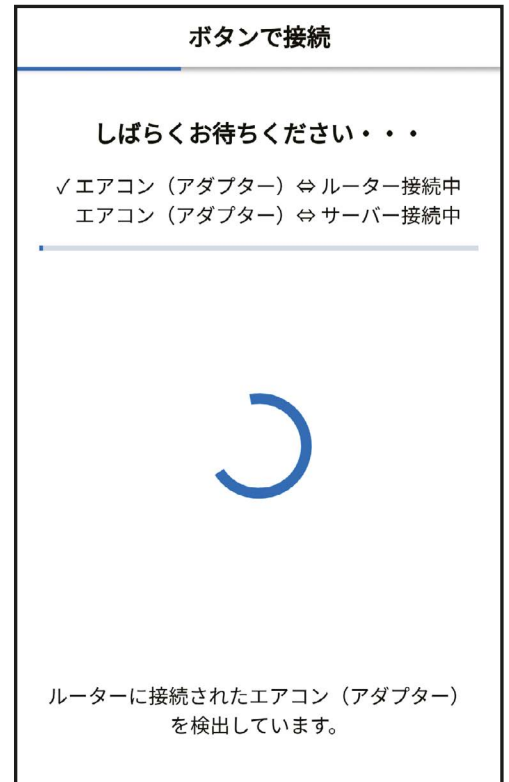 ボタンで接続
しばらくお待ちください・・・
✓エアコン（アダプター）⇔ルーター接続中
エアコン（アダプター）⇔サーバー接続中
ルーターに接続されたエアコン（アダプター）
を検出しています。